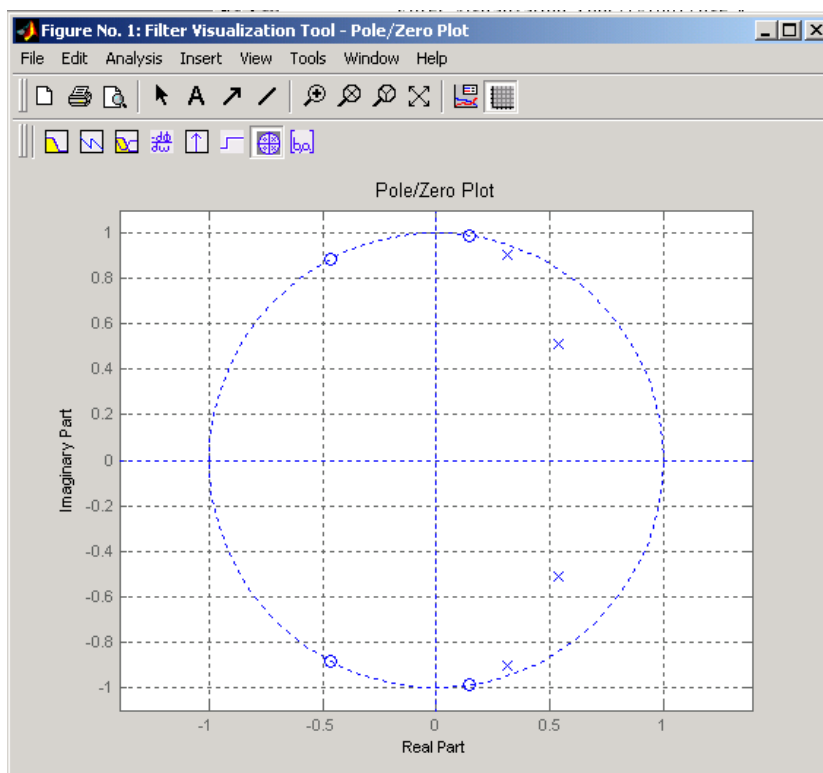 Figure No. 1: Filter Visualization Tool - Pole/Zero Plot
File Edit Analysis Insert View Tools Window Help
A
[b,a]
Pole/Zero Plot
1
0.8
0.6
0.4
0.2
0
-0.2
-0.4
-0.6
-0.8
-1
Imaginary Part
-1 -0.5 0 0.5 1
Real Part